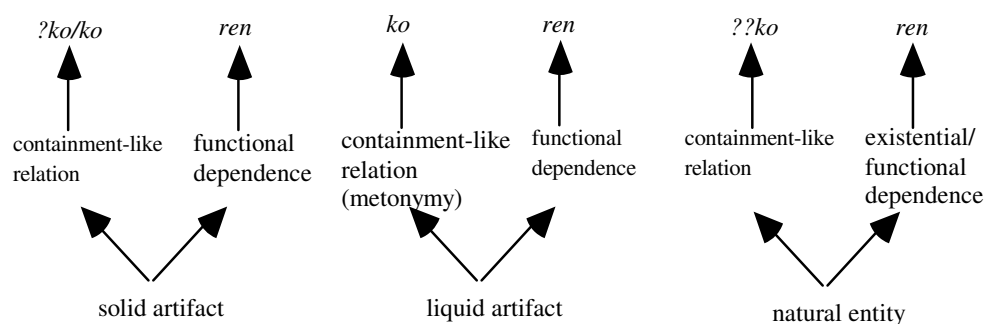 ?ko/ko ren ko ren ??ko ren
containment-like relation
functional dependence
containment-like relation (metonymy)
functional dependence
containment-like relation
existential/ functional dependence
solid artifact liquid artifact natural entity